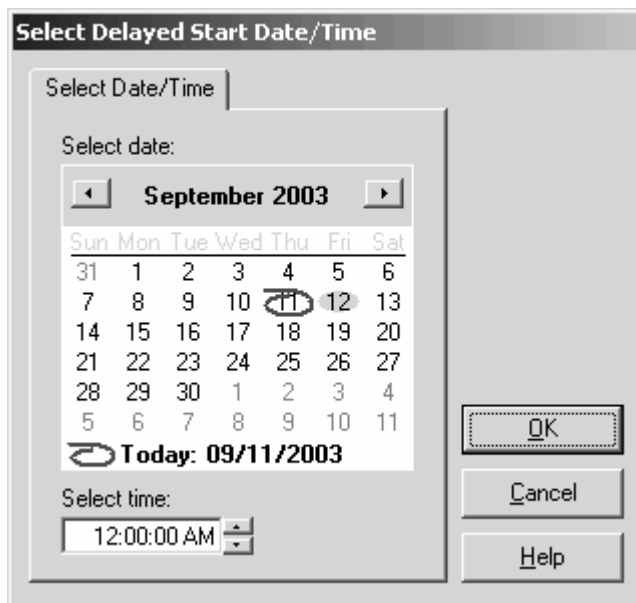 Select Delayed Start Date/Time
Select Date/Time
Select date:
September 2003
Sun Mon Tue Wed Thu Fri Sat
31 1 2 3 4 5 6
7 8 9 10 11 12 13
14 15 16 17 18 19 20
21 22 23 24 25 26 27
28 29 30 1 2 3 4
5 6 7 8 9 10 11
Today: 09/11/2003
Select time:
12:00:00 AM
OK
Cancel
Help